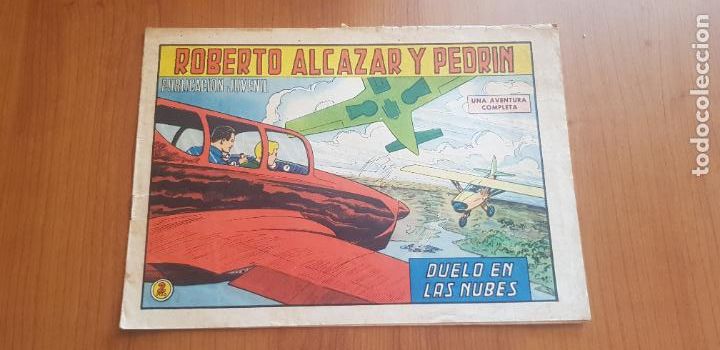 ROBERTO ALCAZAR Y PEDRIN
PUBLICACION JUVENIL
UNA AVENTURA
COMPLETA
DUELO EN
LAS NUBES
todocoleccion